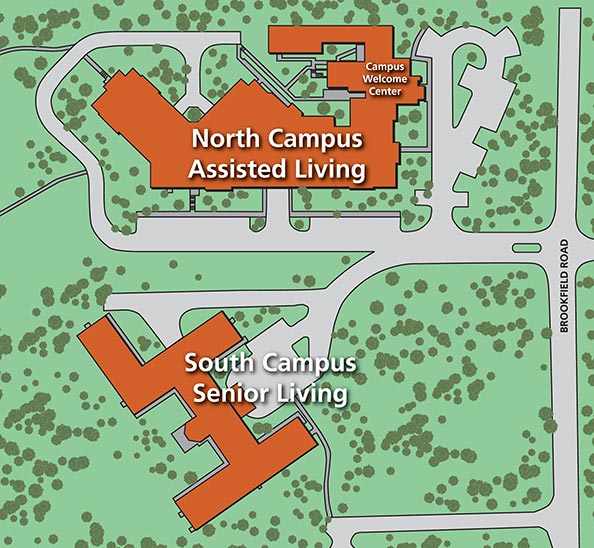 Campus
Welcome
Center
North Campus
Assisted Living
BROOKFIELD ROAD
South Campus
Senior Living